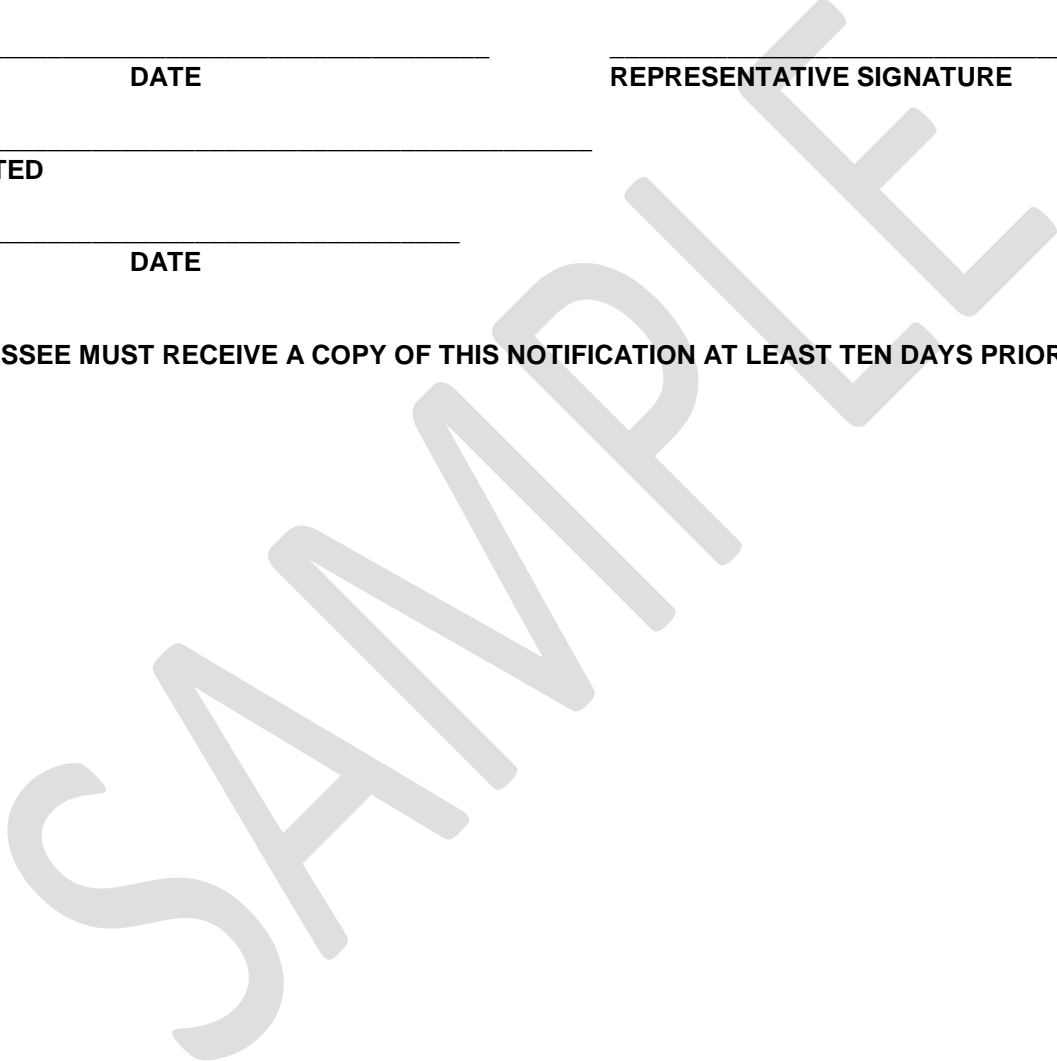 DATE REPRESENTATIVE SIGNATURE
TED
DATE
SSEE MUST RECEIVE A COPY OF THIS NOTIFICATION AT LEAST TEN DAYS PRIOR
SAMPLE